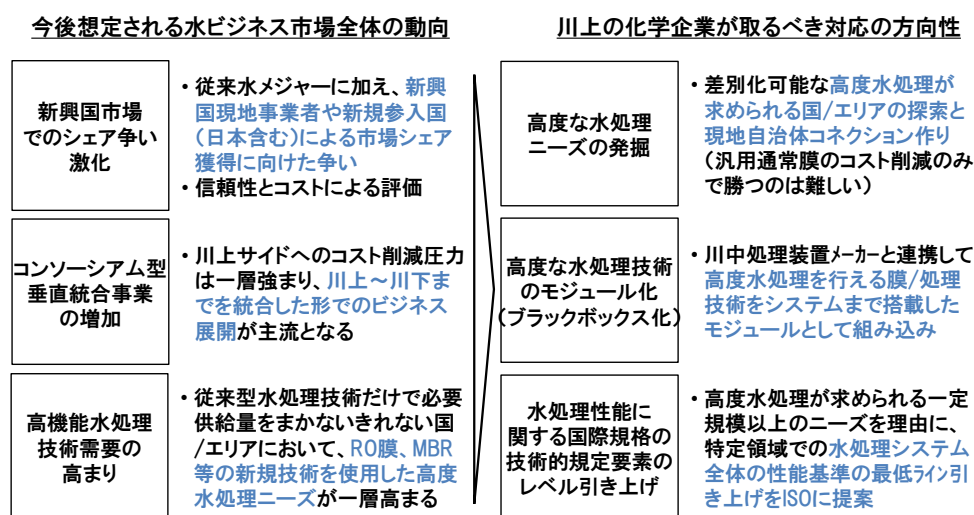 今後想定される水ビジネス市場全体の動向
新興国市場
でのシェア争い
激化
・従来水メジャーに加え、新興
国現地事業者や新規参入国
（日本含む）による市場シェア
獲得に向けた争い
・信頼性とコストによる評価
コンソーシアム型
垂直統合事業
の増加
・川上サイドへのコスト削減圧力
は一層強まり、川上～川下ま
でを統合した形でのビジネス
展開が主流となる
高機能水処理
技術需要の
高まり
・従来型水処理技術だけで必要
供給量をまかないきれない国
/エリアにおいて、RO膜、MBR
等の新規技術を使用した高度
水処理ニーズが一層高まる
川上の化学企業が取るべき対応の方向性
高度な水処理
ニーズの発掘
・差別化可能な高度水処理が
求められる国/エリアの探索と
現地自治体コネクション作り
（汎用通常膜のコスト削減のみ
で勝つのは難しい）
高度な水処理技術
のモジュール化
（ブラックボックス化）
・川中処理装置ﾒｰｶｰと連携して
高度水処理を行える膜/処理
技術をシステムまで搭載した
モジュールとして組み込み
水処理性能に
関する国際規格の
技術的規定要素の
レベル引き上げ
・高度水処理が求められる一定
規模以上のニーズを理由に、
特定領域での水処理システム
全体の性能基準の最低ﾗｲﾝ引
き上げをISOに提案